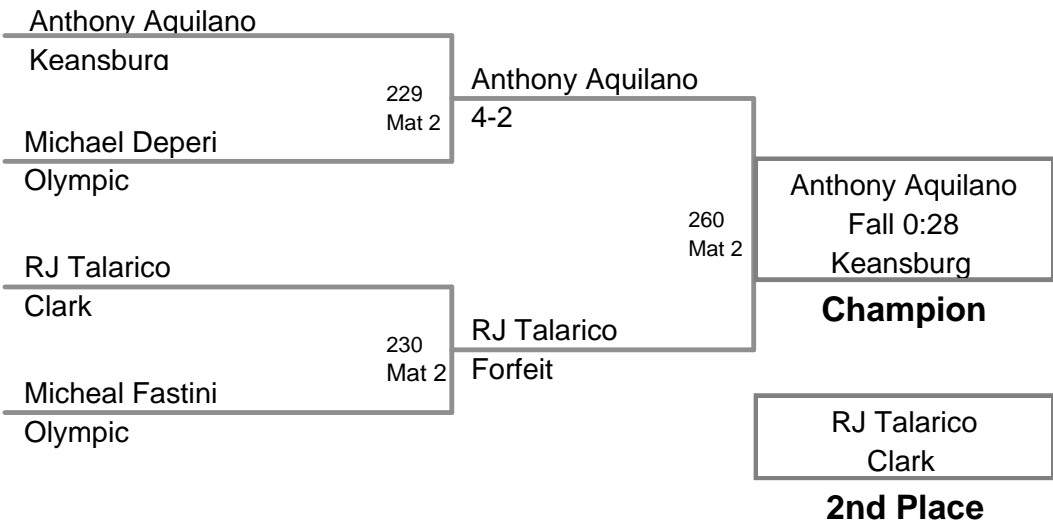 Anthony Aquilano
Keansburg
229
Mat 2
Anthony Aquilano
4-2
Michael Deperi
Olympic
Anthony Aquilano
Fall 0:28
Keansburg
Champion
260
Mat 2
RJ Talarico
Clark
230
Mat 2
RJ Talarico
Forfeit
Micheal Fastini
Olympic
RJ Talarico
Clark
2nd Place